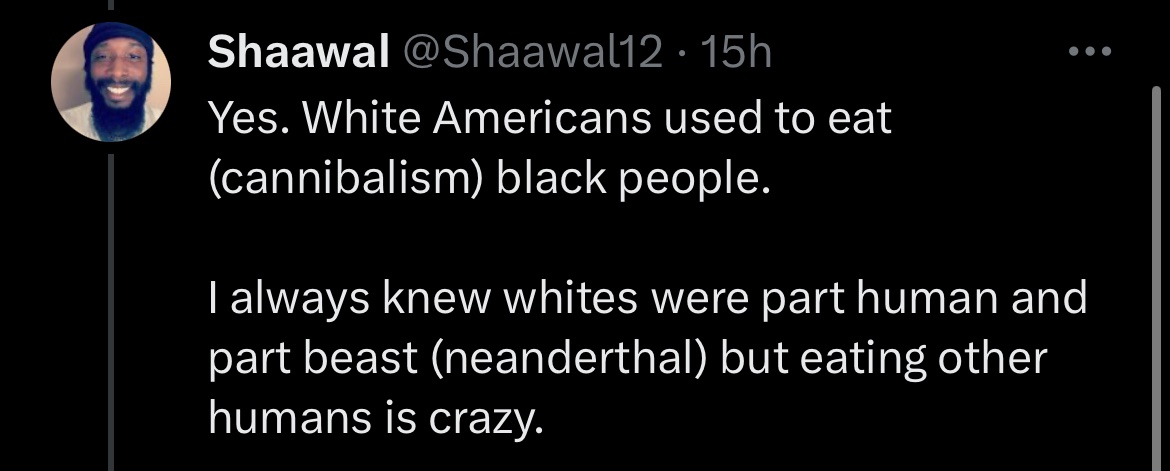 Shaawal @Shaawal12 · 15h
Yes. White Americans used to eat
(cannibalism) black people.
I always knew whites were part human and
part beast (neanderthal) but eating other
humans is crazy.